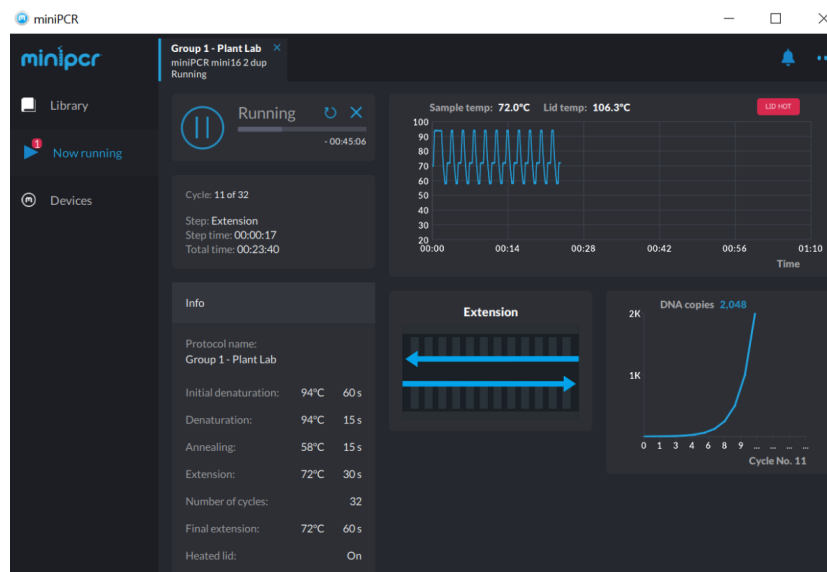 miniPCR
minipcr
Library
1
Now running
Devices
Group 1 - Plant Lab
miniPCR mini16 2 dup
Running
Running
- 00:45:06
Cycle: 11 of 32
Step: Extension
Step time: 00:00:17
Total time: 00:23:40
Info
Protocol name:
Group 1 - Plant Lab
Initial denaturation: 94°C 60 s
Denaturation: 94°C 15 s
Annealing: 58°C 15 s
Extension: 72°C 30 s
Number of cycles: 32
Final extension: 72°C 60 s
Heated lid: On
Sample temp: 72.0°C Lid temp: 106.3°C
LID HOT
100
90
80
70
60
50
40
30
20
00:00 00:14 00:28 00:42 00:56 01:10
Time
Extension
DNA copies 2,048
2K
1K
0 1 3 4 6 8 9 ... ... ... ...
Cycle No. 11